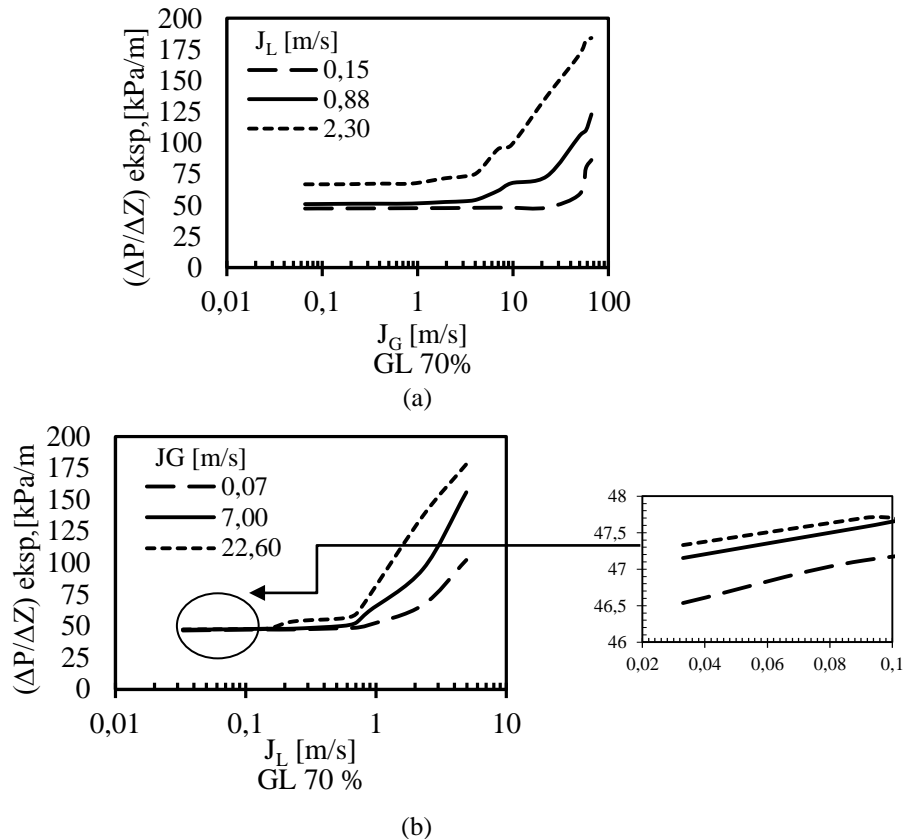 (ΔP/ΔZ) eksp,[kPa/m]
200
175
150
125
100
75
50
25
0
J_L [m/s]
0,15
0,88
2,30
0,01 0,1 1 10 100
J_G [m/s]
GL 70%
(a)
(ΔP/ΔZ) eksp,[kPa/m
200
175
150
125
100
75
50
25
0
JG [m/s]
0,07
7,00
22,60
0,01 0,1 1 10
J_L [m/s]
GL 70 %
48
47,5
47
46,5
46
0,02 0,04 0,06 0,08 0,1
(b)